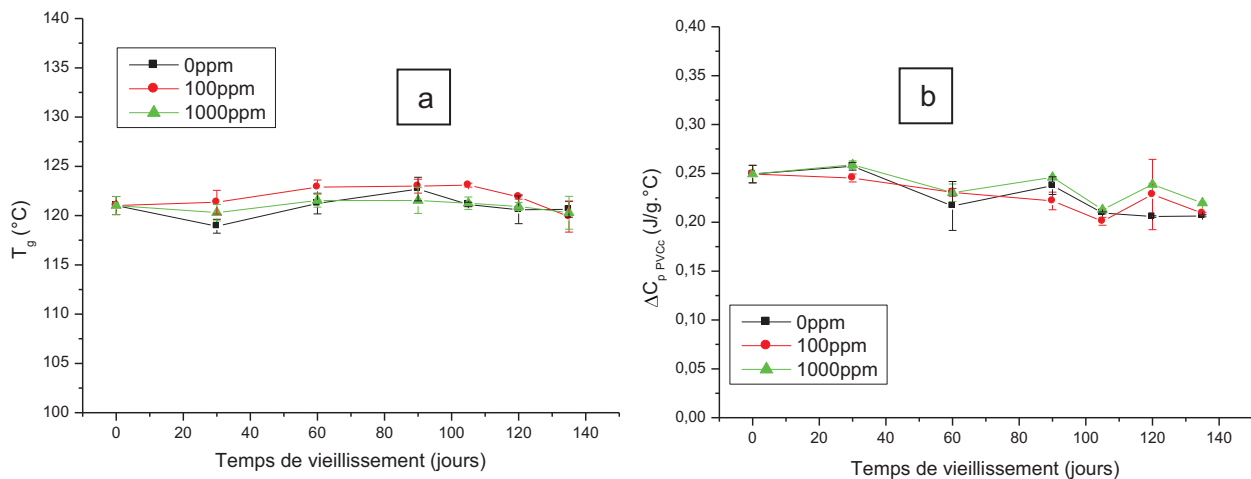 140
135
130
125
120
115
110
105
100
T_g (°C)
0ppm
100ppm
1000ppm
a
0 20 40 60 80 100 120 140
Temps de vieillissement (jours)
0,40
0,35
0,30
0,25
0,20
0,15
0,10
0,05
0,00
ΔC_p PVCc (J/g.°C)
b
0ppm
100ppm
1000ppm
0 20 40 60 80 100 120 140
Temps de vieillissement (jours)